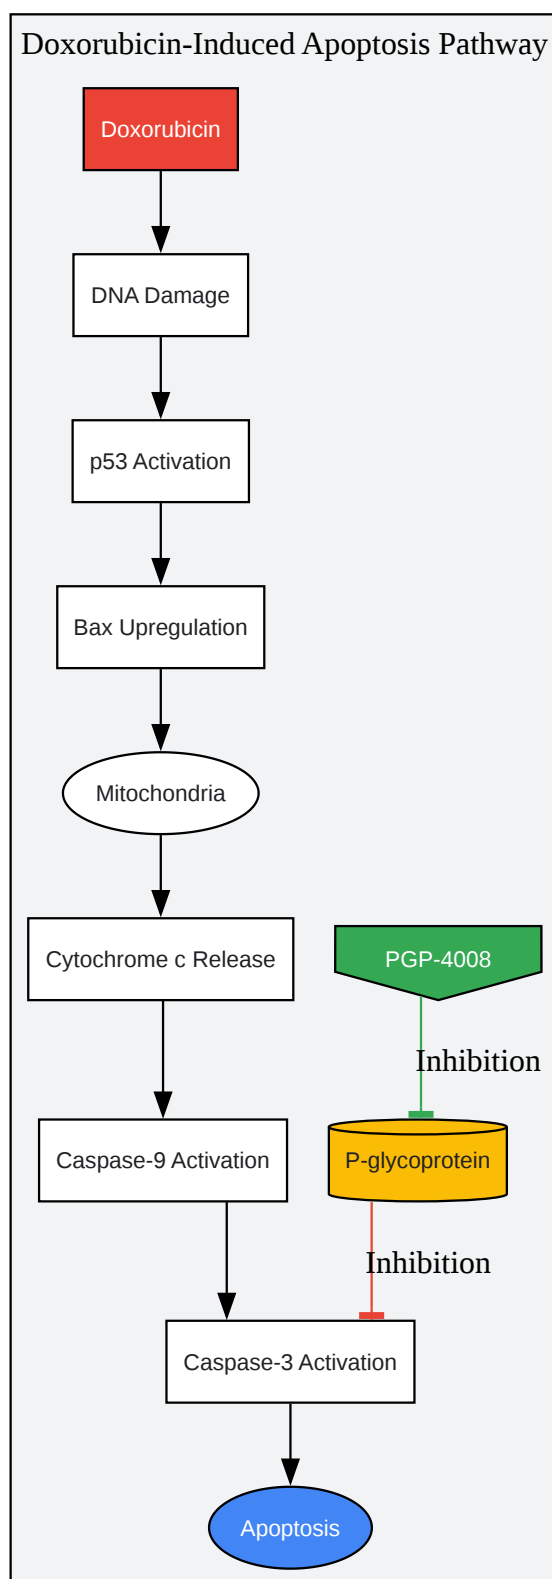 Doxorubicin-Induced Apoptosis Pathway
Doxorubicin
DNA Damage
p53 Activation
Bax Upregulation
Mitochondria
Cytochrome c Release
PGP-4008
Inhibition
Caspase-9 Activation
P-glycoprotein
Inhibition
Caspase-3 Activation
Apoptosis